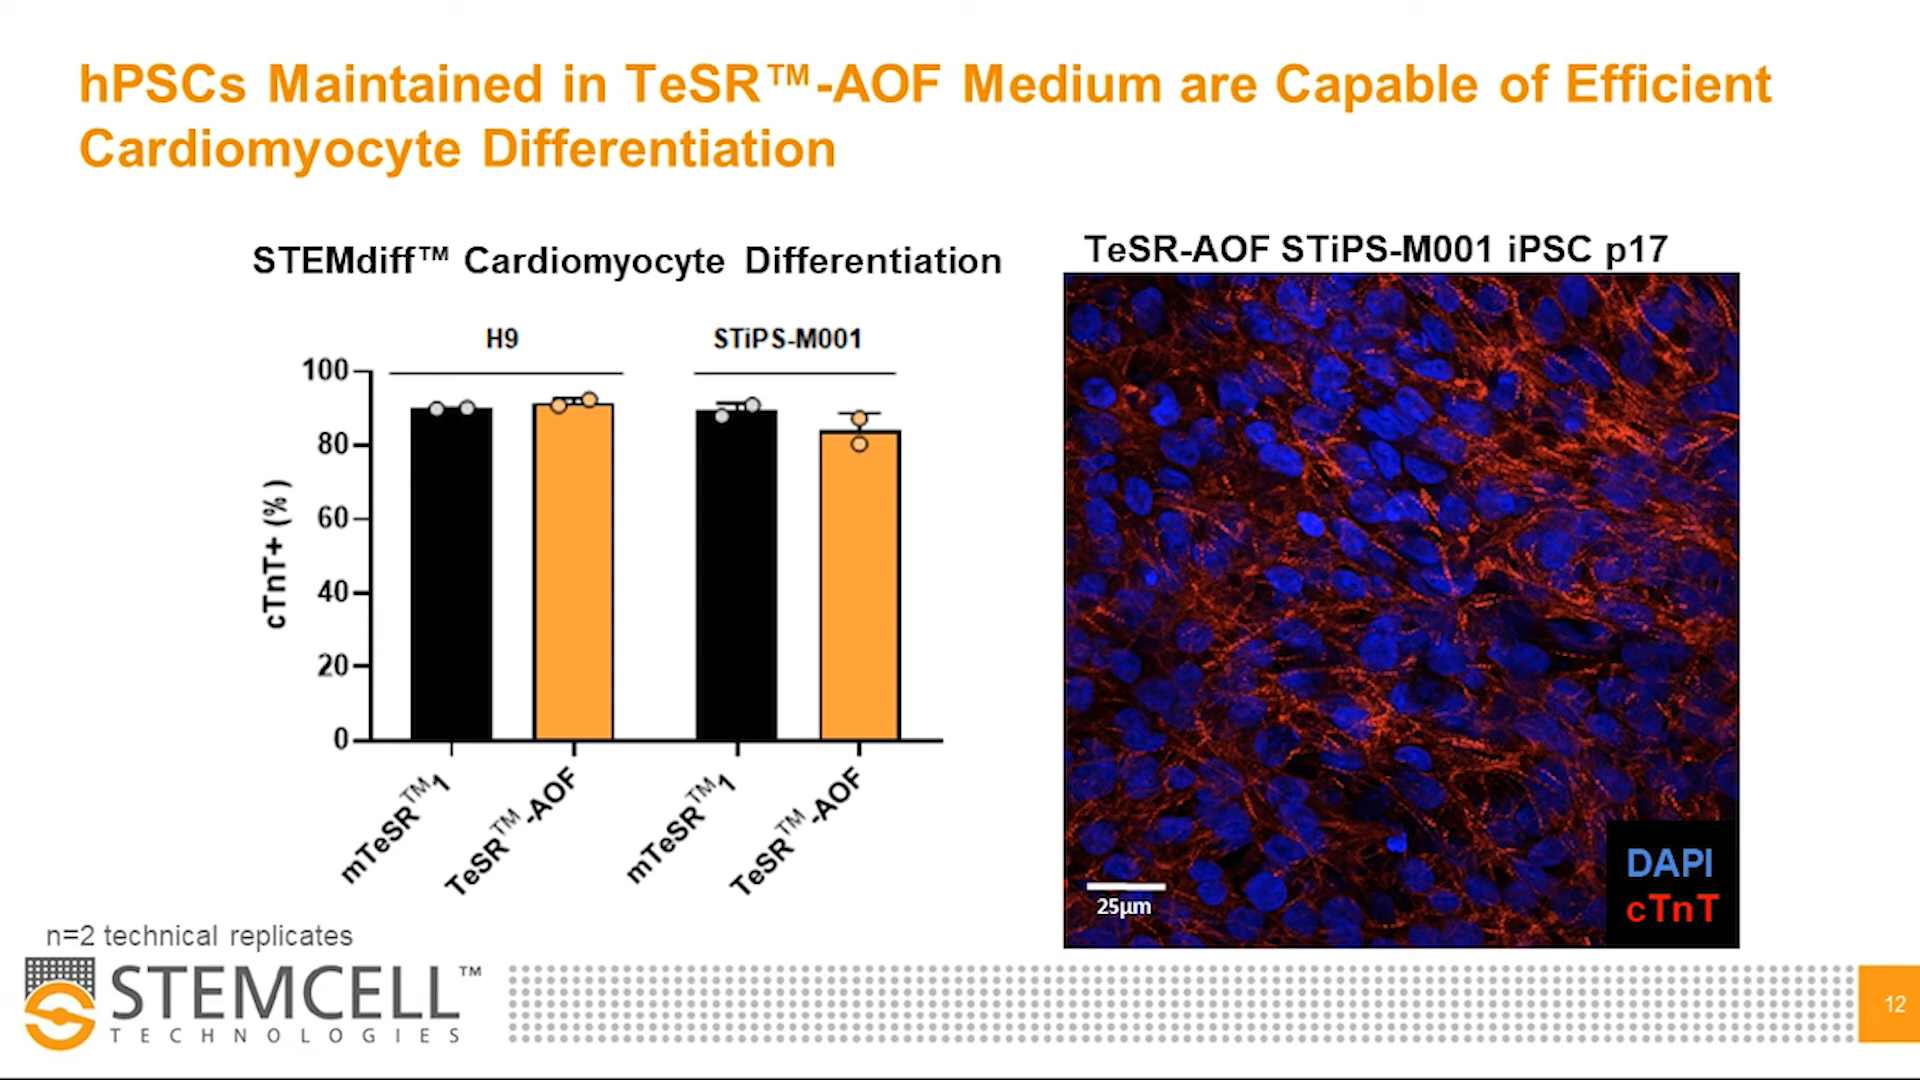 hPSCs Maintained in TeSR™-AOF Medium are Capable of Efficient
Cardiomyocyte Differentiation
STEMdiff™ Cardiomyocyte Differentiation
H9
STiPS-M001
cTnT+ (%)
100
80
60
40
20
0
mTeSR™1
TeSR™-AOF
mTeSR™1
TeSR™-AOF
n=2 technical replicates
TeSR-AOF STiPS-M001 iPSC p17
25µm
DAPI
cTnT
STEMCELL™
TECHNOLOGIES
12